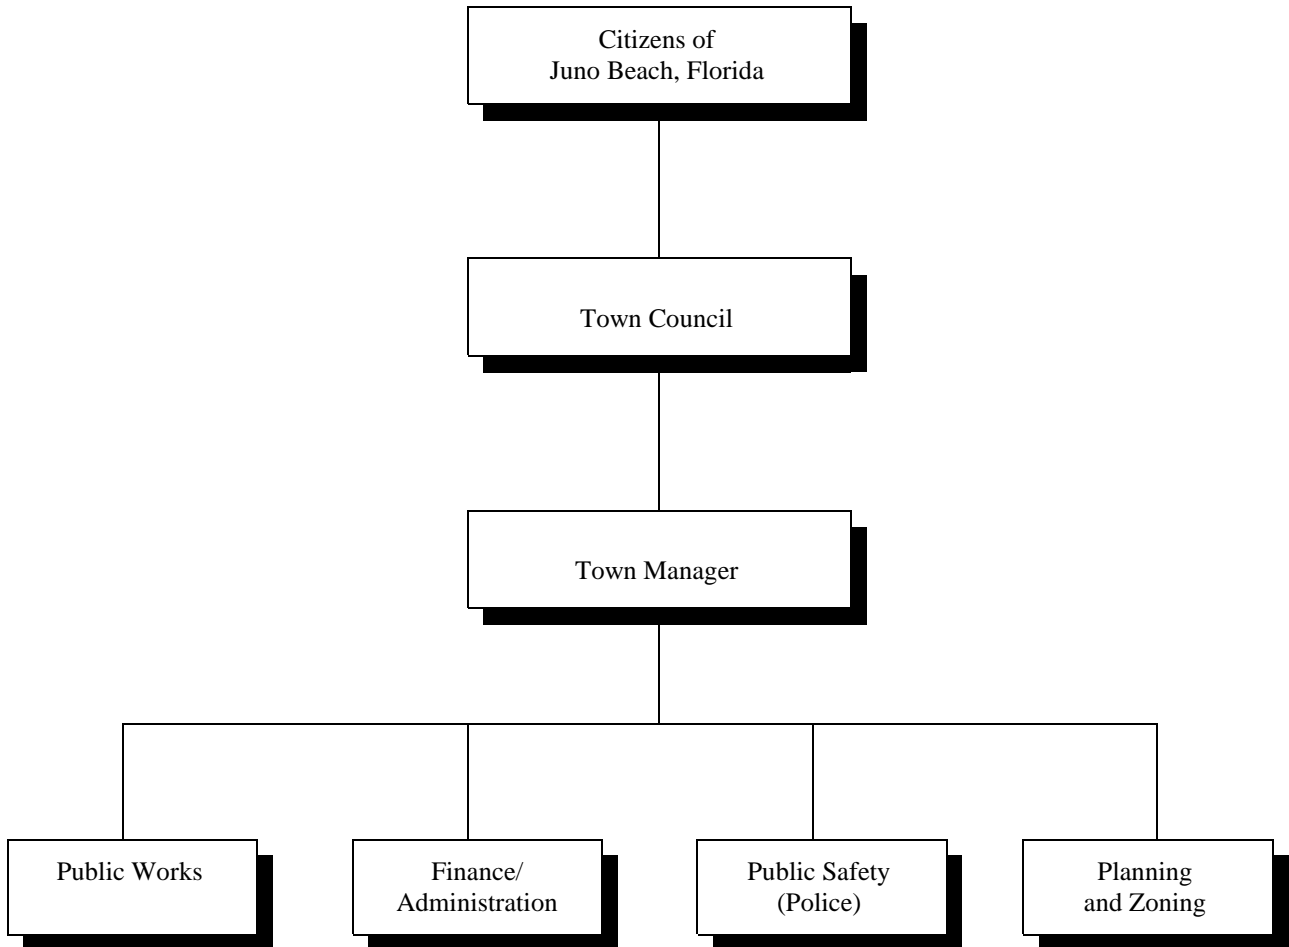 Citizens of
Juno Beach, Florida
Town Council
Town Manager
Public Works
Finance/
Administration
Public Safety
(Police)
Planning
and Zoning